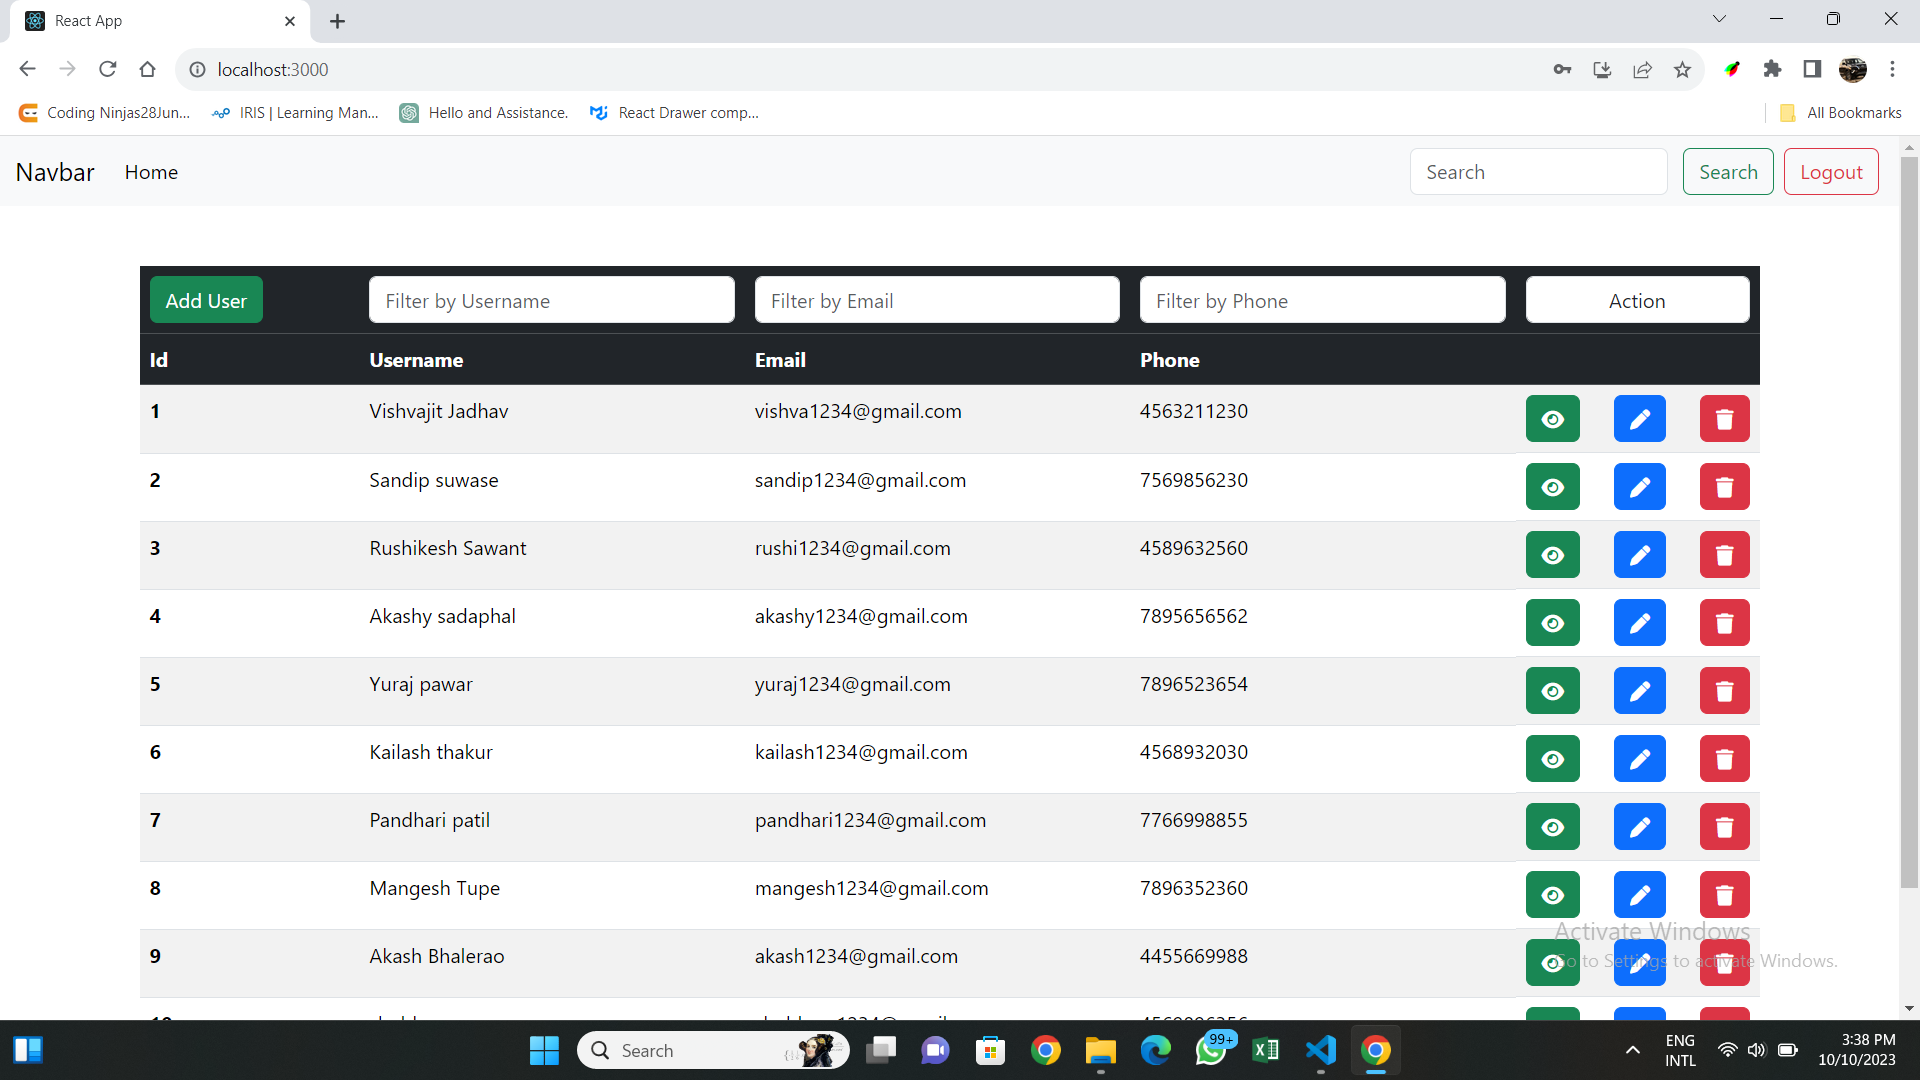 React App
localhost:3000
Coding Ninjas28Jun... IRIS | Learning Man... Hello and Assistance. React Drawer comp... All Bookmarks
Navbar Home Search Search Logout
Add User Filter by Username Filter by Email Filter by Phone Action
Id Username Email Phone
1 Vishvajit Jadhav vishva1234@gmail.com 4563211230
2 Sandip suwase sandip1234@gmail.com 7569856230
3 Rushikesh Sawant rushi1234@gmail.com 4589632560
4 Akashy sadaphal akashy1234@gmail.com 7895656562
5 Yuraj pawar yuraj1234@gmail.com 7896523654
6 Kailash thakur kailash1234@gmail.com 4568932030
7 Pandhari patil pandhari1234@gmail.com 7766998855
8 Mangesh Tupe mangesh1234@gmail.com 7896352360
Activate Windows
9 Akash Bhalerao akash1234@gmail.com 4455669988
Go to Settings to activate Windows.
Search 99+ ENG 3:38 PM
INTL 10/10/2023